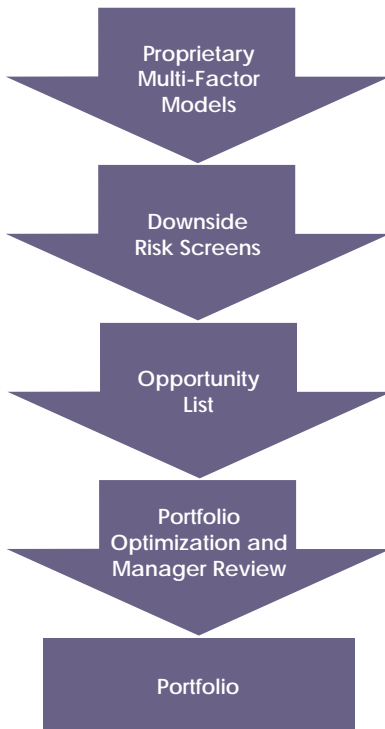 Proprietary
Multi-Factor
Models
Downside
Risk Screens
Opportunity
List
Portfolio
Optimization and
Manager Review
Portfolio